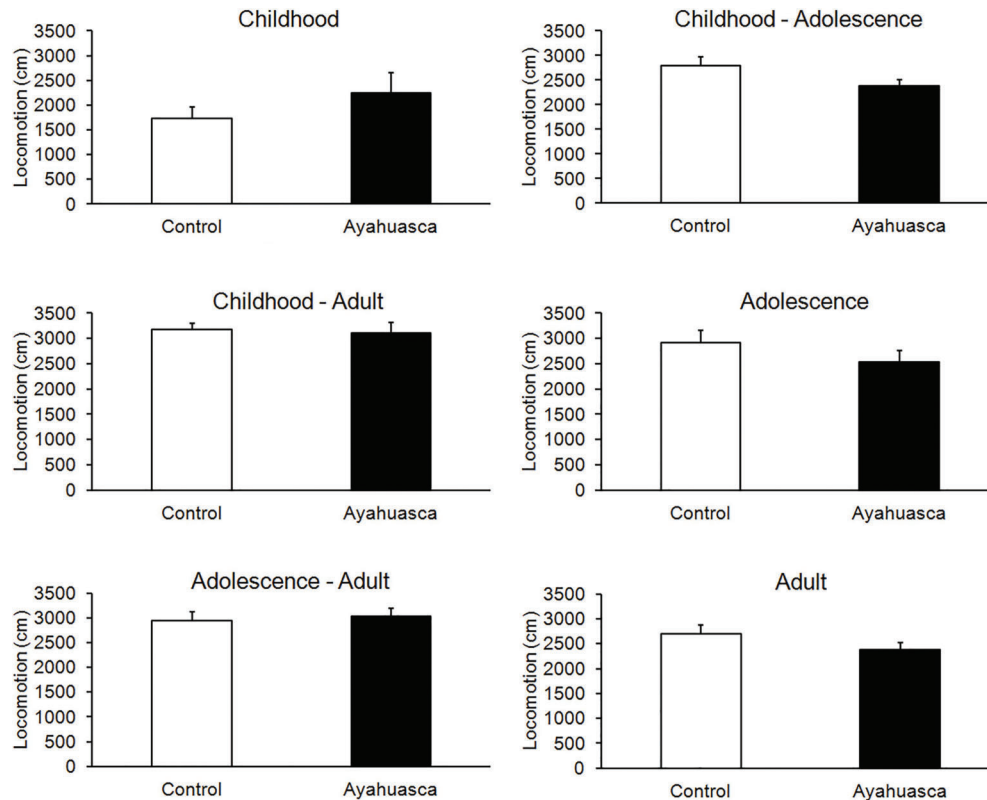 Childhood
Locomotion (cm)
3500
3000
2500
2000
1500
1000
500
0
Control
Ayahuasca
Childhood - Adolescence
Locomotion (cm)
3500
3000
2500
2000
1500
1000
500
0
Control
Ayahuasca
Childhood - Adult
Locomotion (cm)
3500
3000
2500
2000
1500
1000
500
0
Control
Ayahuasca
Adolescence
Locomotion (cm)
3500
3000
2500
2000
1500
1000
500
0
Control
Ayahuasca
Adolescence - Adult
Locomotion (cm)
3500
3000
2500
2000
1500
1000
500
0
Control
Ayahuasca
Adult
Locomotion (cm)
3500
3000
2500
2000
1500
1000
500
0
Control
Ayahuasca